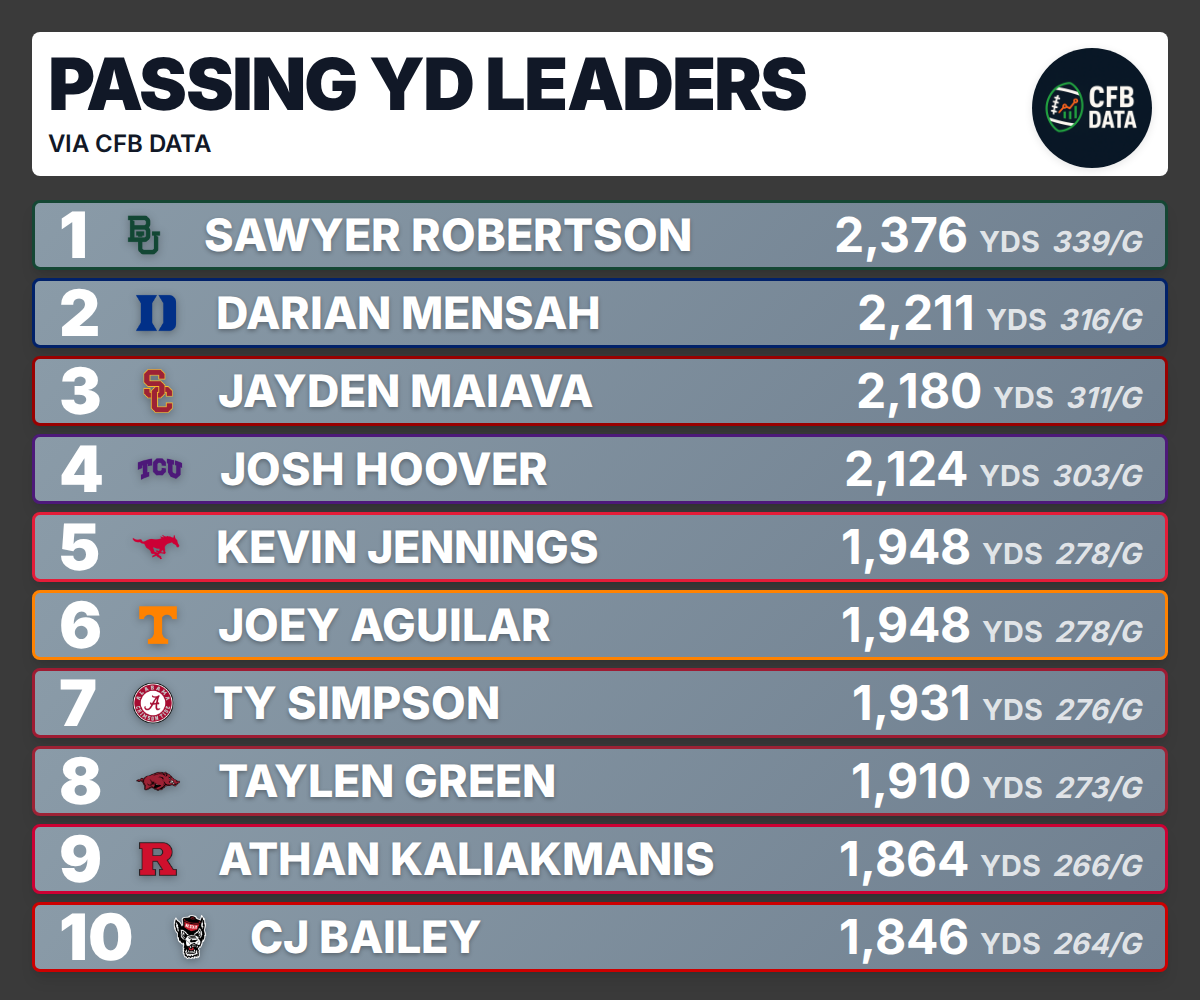 PASSING YD LEADERS
VIA CFB DATA
CFB
DATA
1 BU SAWYER ROBERTSON 2,376 YDS 339/G
2 D DARIAN MENSAH 2,211 YDS 316/G
3 SC JAYDEN MAIAVA 2,180 YDS 311/G
4 TCU JOSH HOOVER 2,124 YDS 303/G
5 KEVIN JENNINGS 1,948 YDS 278/G
6 T JOEY AGUILAR 1,948 YDS 278/G
7 A TY SIMPSON 1,931 YDS 276/G
8 TAYLEN GREEN 1,910 YDS 273/G
9 R ATHAN KALIAKMANIS 1,864 YDS 266/G
10 CJ BAILEY 1,846 YDS 264/G